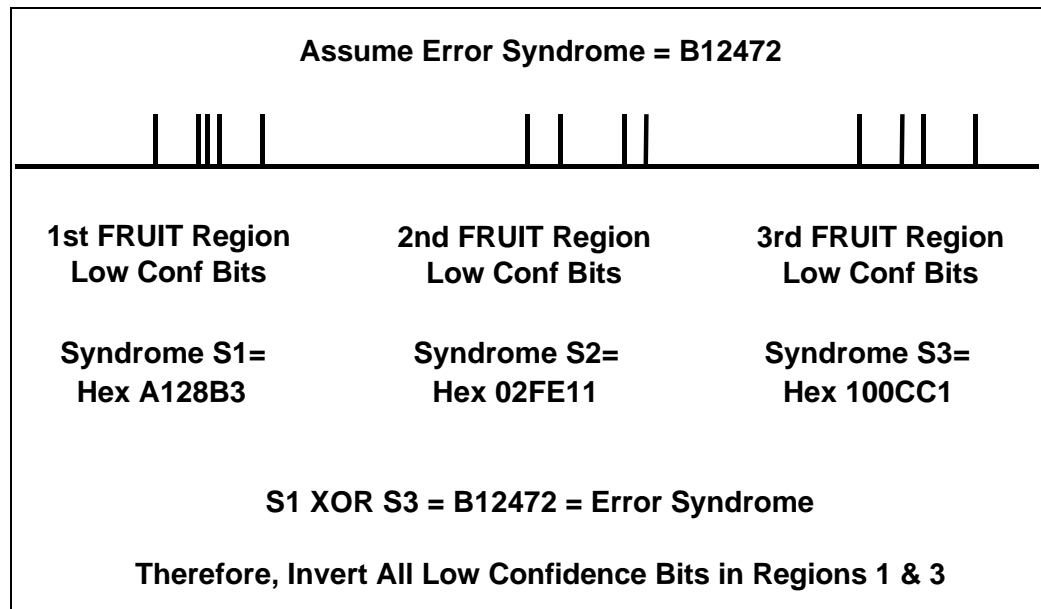 Assume Error Syndrome = B12472
1st FRUIT Region
Low Conf Bits
2nd FRUIT Region
Low Conf Bits
3rd FRUIT Region
Low Conf Bits
Syndrome S1=
Hex A128B3
Syndrome S2=
Hex 02FE11
Syndrome S3=
Hex 100CC1
S1 XOR S3 = B12472 = Error Syndrome
Therefore, Invert All Low Confidence Bits in Regions 1 & 3